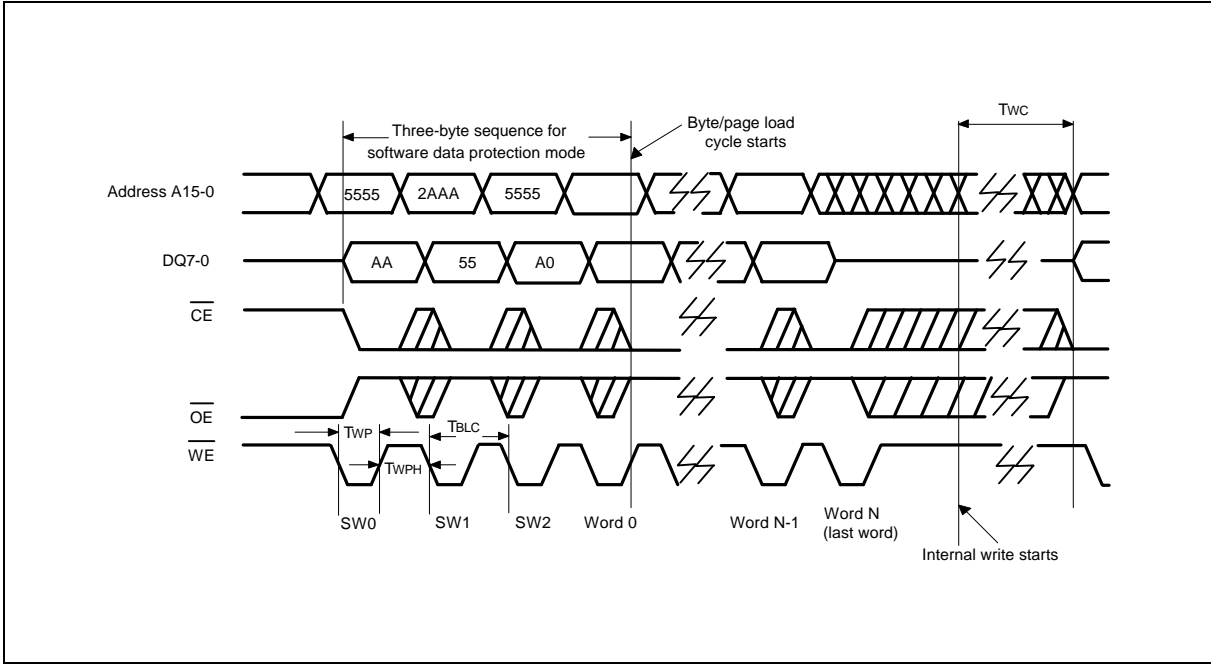 TWC
Three-byte sequence for
software data protection mode
Byte/page load
cycle starts
Address A15-0
5555
2AAA
5555
DQ7-0
AA
55
A0
CE
OE
TWP
TBLC
WE
TWPH
SW0
SW1
SW2
Word 0
Word N-1
Word N
(last word)
Internal write starts